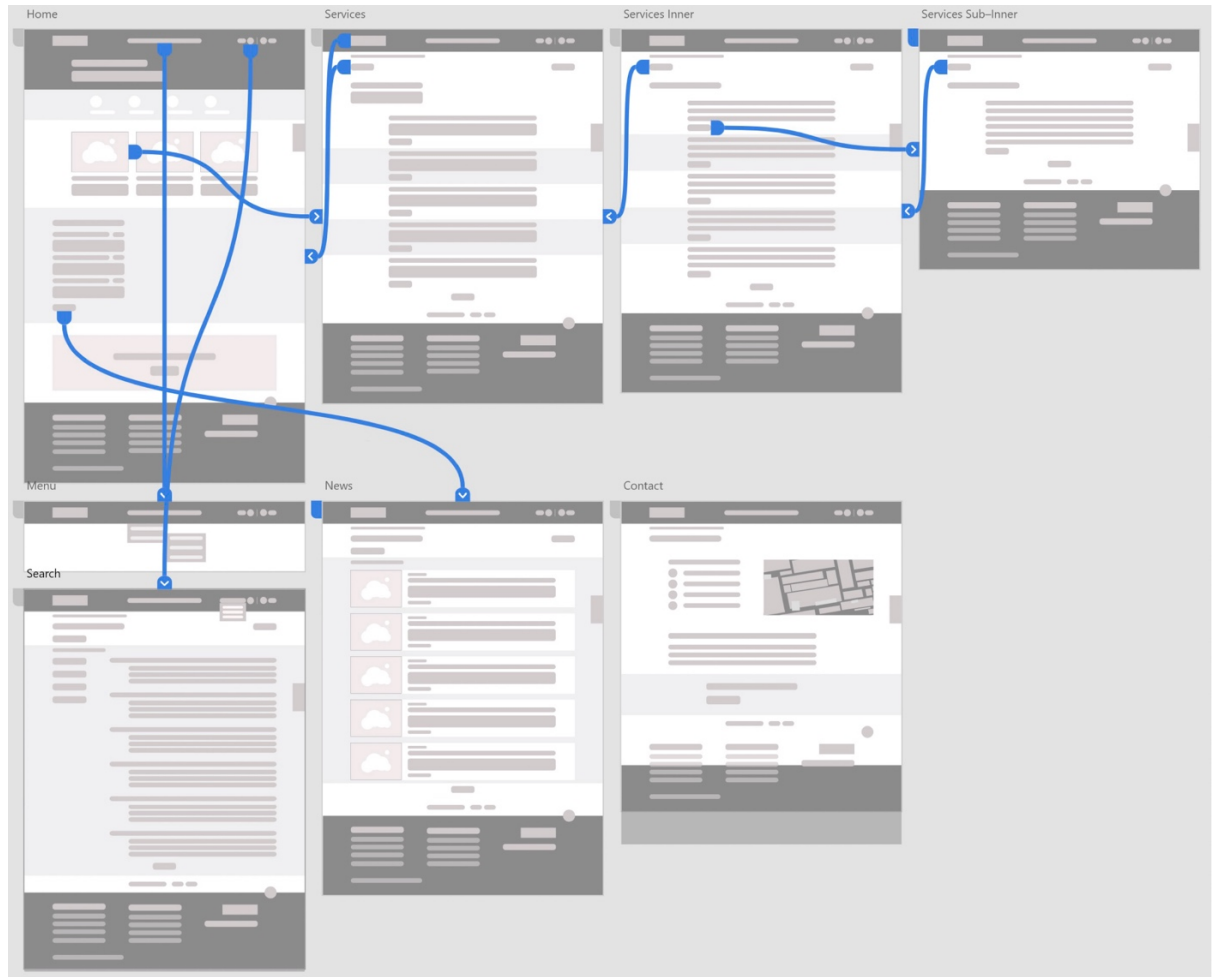 Home
Services
Services Inner
Services Sub–Inner
Menu
News
Contact
Search